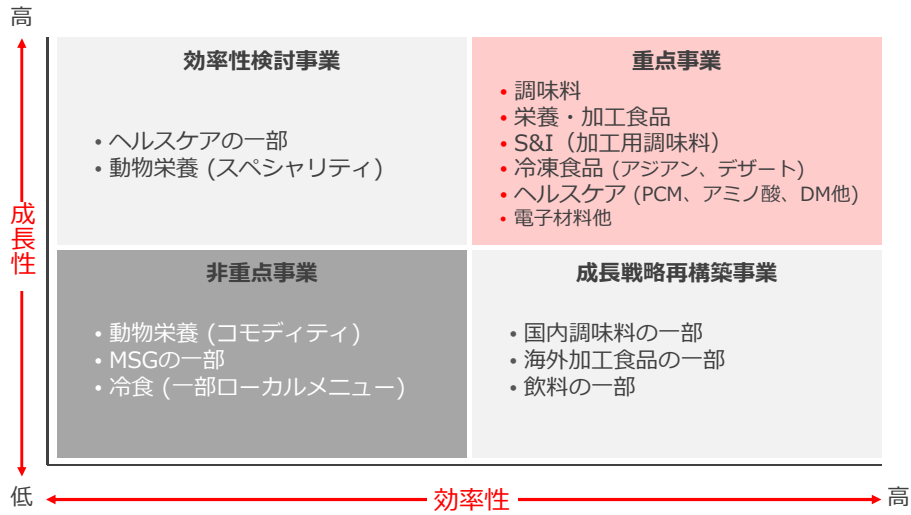 高
成長性
低
効率性検討事業
• ヘルスケアの一部
• 動物栄養 (スペシャリティ)
重点事業
• 調味料
• 栄養・加工食品
• S&I（加工用調味料）
• 冷凍食品 (アジアン、デザート)
• ヘルスケア (PCM、アミノ酸、DM他)
• 電子材料他
非重点事業
• 動物栄養 (コモディティ)
• MSGの一部
• 冷食 (一部ローカルメニュー)
成長戦略再構築事業
• 国内調味料の一部
• 海外加工食品の一部
• 飲料の一部
効率性
高